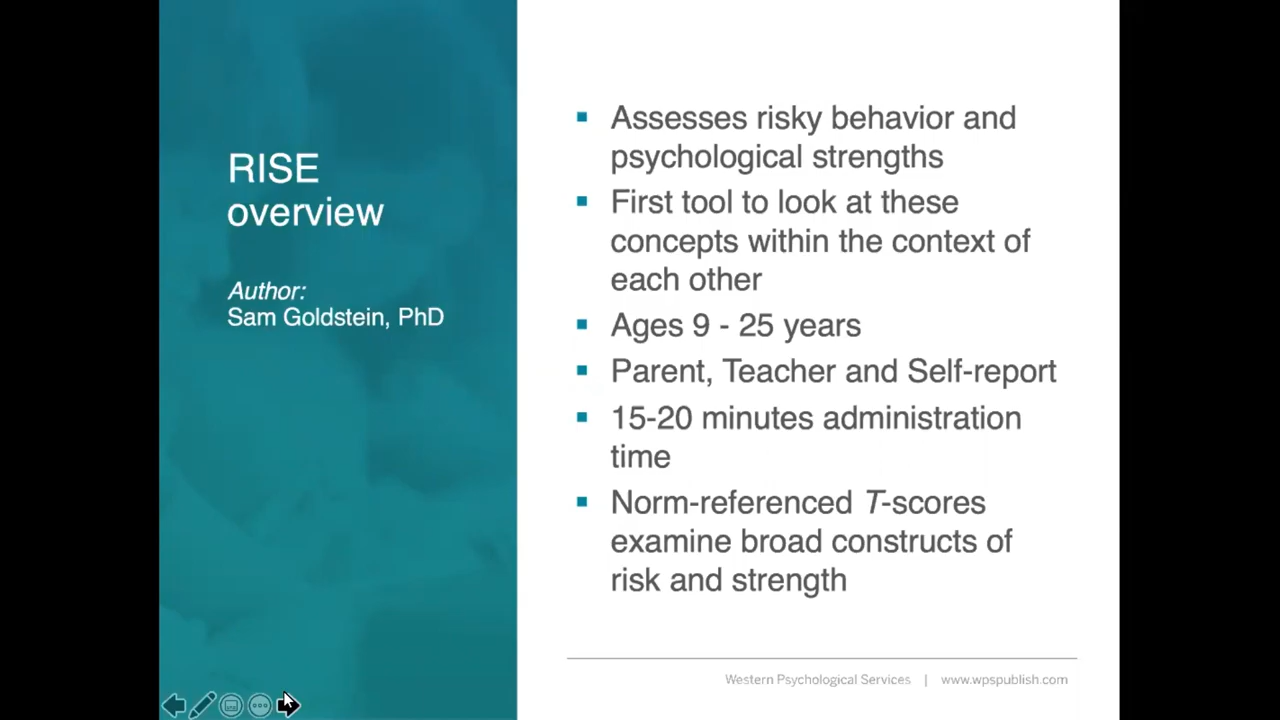 RISE
overview
Author:
Sam Goldstein, PhD
Assesses risky behavior and
psychological strengths
First tool to look at these
concepts within the context of
each other
Ages 9 - 25 years
Parent, Teacher and Self-report
15-20 minutes administration
time
Norm-referenced T-scores
examine broad constructs of
risk and strength
Western Psychological Services | www.wpspublish.com